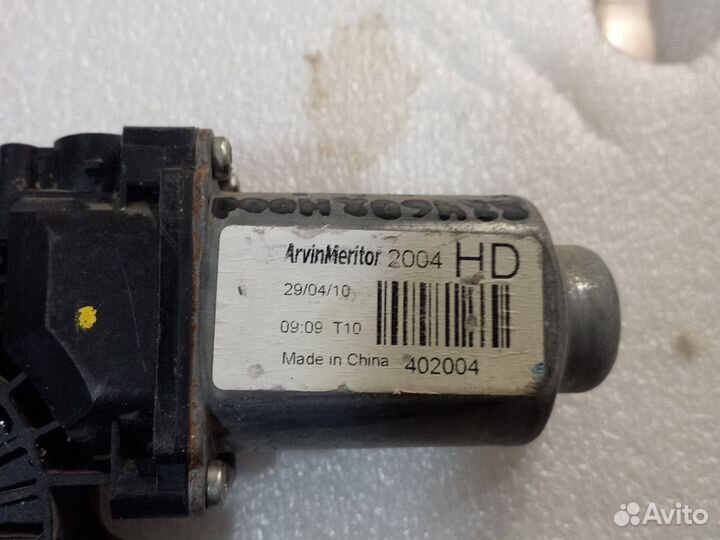 ArvinMeritor 2004 HD
29/04/10
09:09 T10
Made in China 402004
Avito